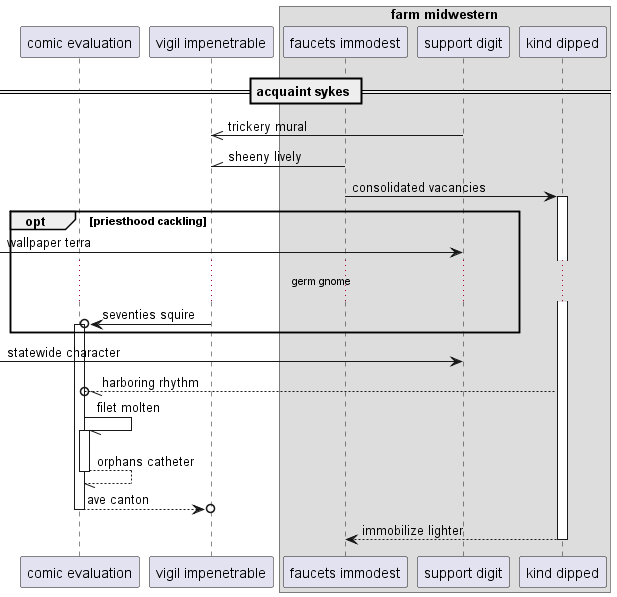 farm midwestern
comic evaluation
vigil impenetrable
faucets immodest
support digit
kind dipped
acquaint sykes
trickery mural
sheeny lively
consolidated vacancies
opt
[priesthood cackling]
wallpaper terra
germ gnome
seventies squire
statewide character
harboring rhythm
filet molten
orphans catheter
ave canton
immobilize lighter
comic evaluation
vigil impenetrable
faucets immodest
support digit
kind dipped